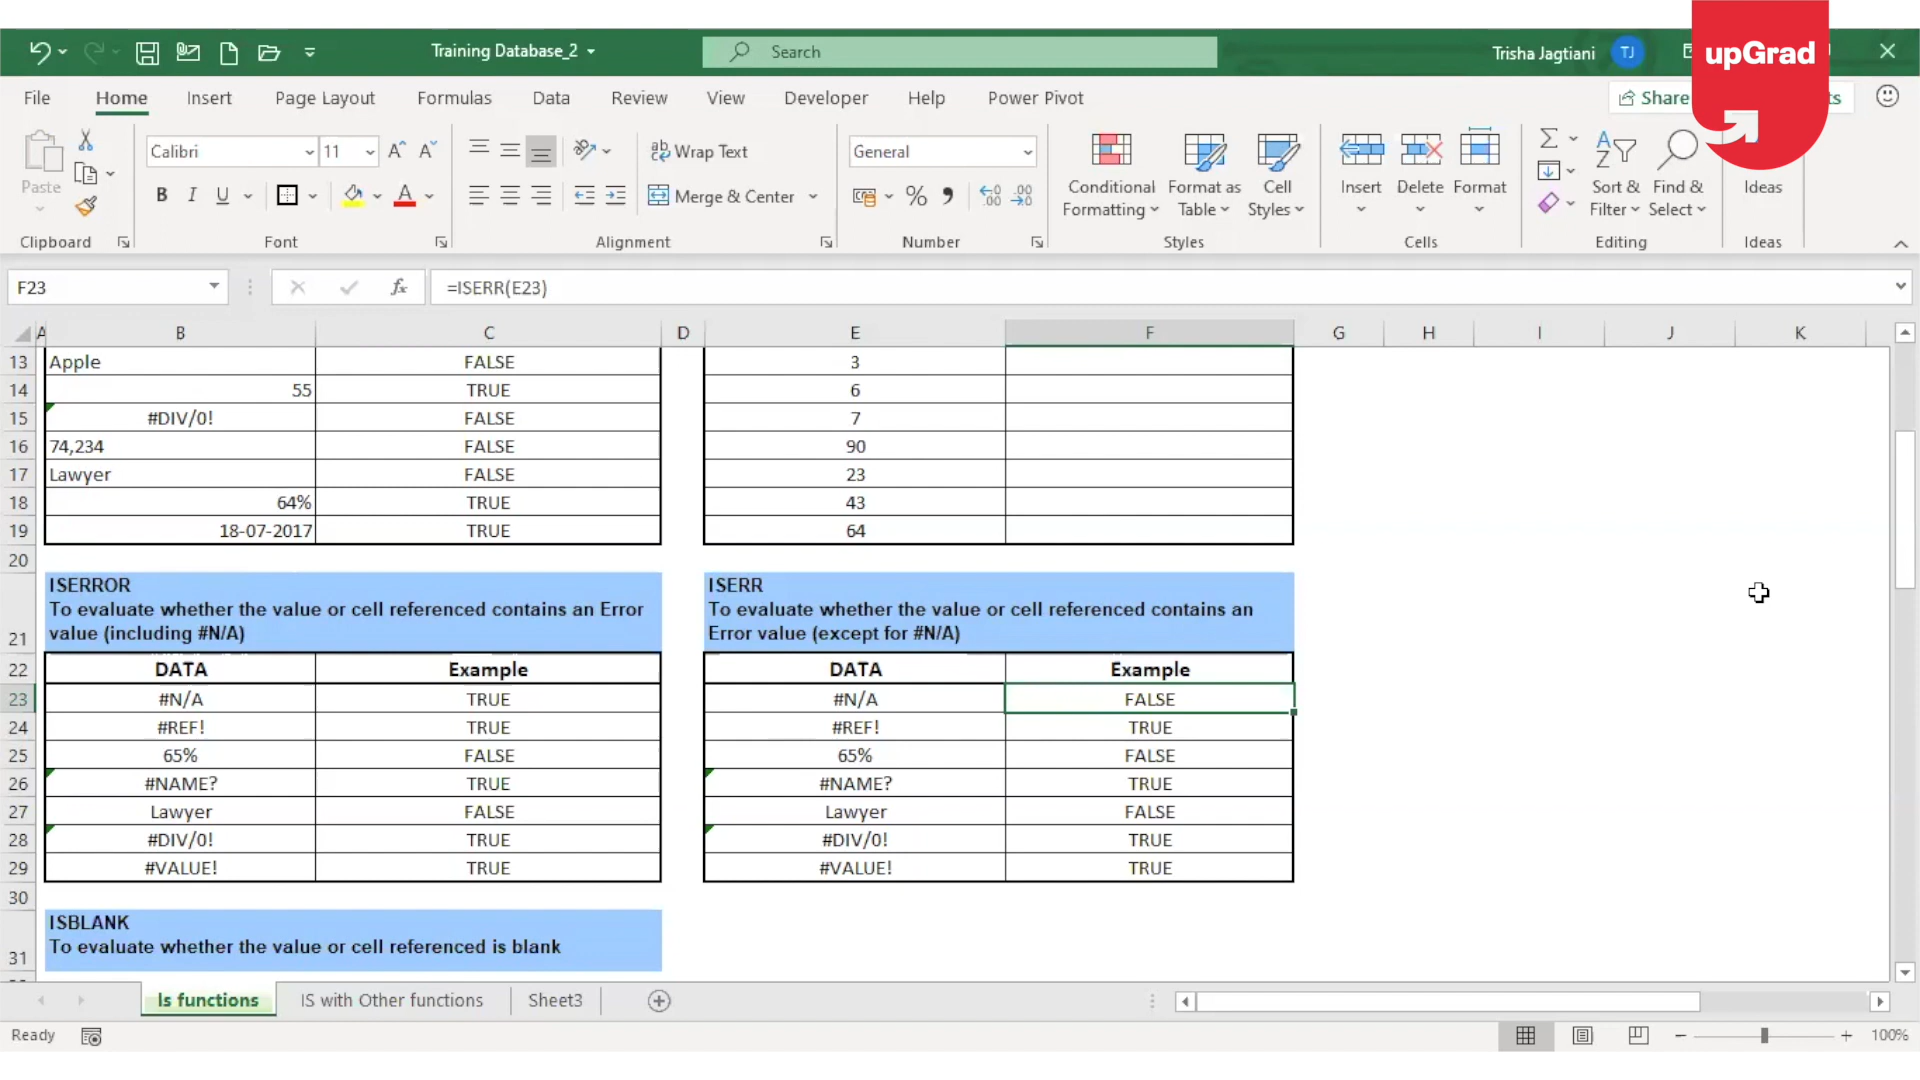 Training Database_2
Search
Trisha Jagtiani
TJ
upGrad
File
Home
Insert
Page Layout
Formulas
Data
Review
View
Developer
Help
Power Pivot
Share
ts
Paste
Calibri
11
Wrap Text
Merge & Center
General
Conditional Formatting
Format as Table
Cell Styles
Insert
Delete
Format
Sort & Filter
Find & Select
Ideas
Clipboard
Font
Alignment
Number
Styles
Cells
Editing
Ideas
F23
=ISERR(E23)
A B C D E F G H I J K
13 Apple FALSE 3
14 55 TRUE 6
15 #DIV/0! FALSE 7
16 74,234 FALSE 90
17 Lawyer FALSE 23
18 64% TRUE 43
19 18-07-2017 TRUE 64
20
ISERROR
To evaluate whether the value or cell referenced contains an Error
value (including #N/A)
ISERR
To evaluate whether the value or cell referenced contains an
Error value (except for #N/A)
21
22 DATA Example DATA Example
23 #N/A TRUE #N/A FALSE
24 #REF! TRUE #REF! TRUE
25 65% FALSE 65% FALSE
26 #NAME? TRUE #NAME? TRUE
27 Lawyer FALSE Lawyer FALSE
28 #DIV/0! TRUE #DIV/0! TRUE
29 #VALUE! TRUE #VALUE! TRUE
30
ISBLANK
To evaluate whether the value or cell referenced is blank
31
Is functions
IS with Other functions
Sheet3
Ready
100%